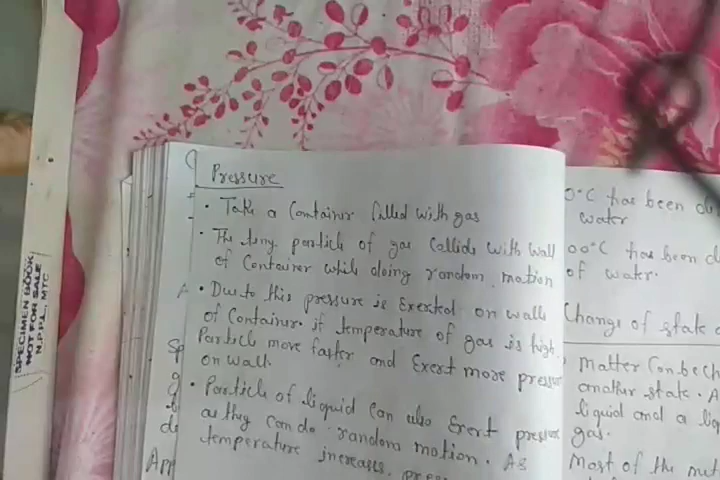 SPECIMEN BOOK
NOT FOR SALE
N.P.P.L., MTC
Pressure
• Take a Container filled with gas
• The tiny particle of gas Collide with wall
of Container while doing random motion
• Due to this pressure is Exerted on walls
of Container. if temperature of gas is high
Particle move faster and Exert more pressure
on wall.
• Particle of liquid can also Exert pressure
as they can do random motion. As
temperature increases,
0°C has been
water
00°C has been
of water.
Change of state
Matter Can be
another state. A
liquid and a
gas.
Most of the